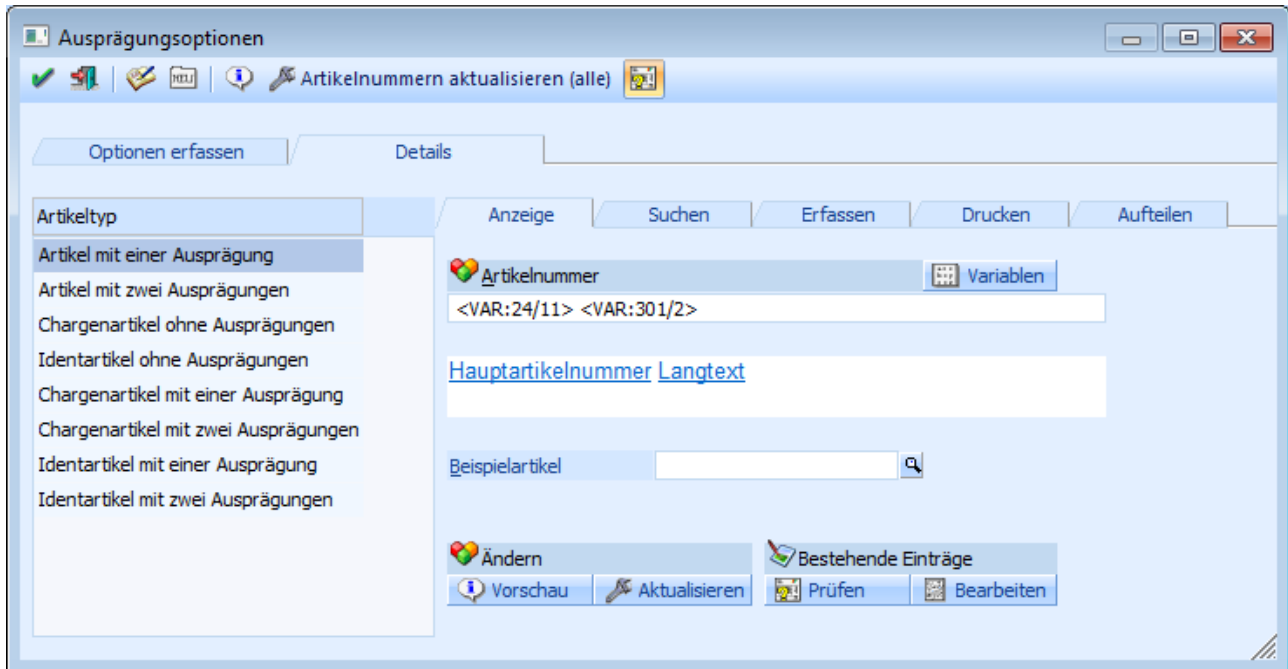 Ausprägungsoptionen
Artikelnummern aktualisieren (alle)
Optionen erfassen
Details
Artikeltyp
Artikel mit einer Ausprägung
Artikel mit zwei Ausprägungen
Chargenartikel ohne Ausprägungen
Identartikel ohne Ausprägungen
Chargenartikel mit einer Ausprägung
Chargenartikel mit zwei Ausprägungen
Identartikel mit einer Ausprägung
Identartikel mit zwei Ausprägungen
Anzeige Suchen Erfassen Drucken Aufteilen
Artikelnummer Variablen
<VAR:24/11> <VAR:301/2>
Hauptartikelnummer Langtext
Beispielartikel
Ändern
Vorschau Aktualisieren
Bestehende Einträge
Prüfen Bearbeiten